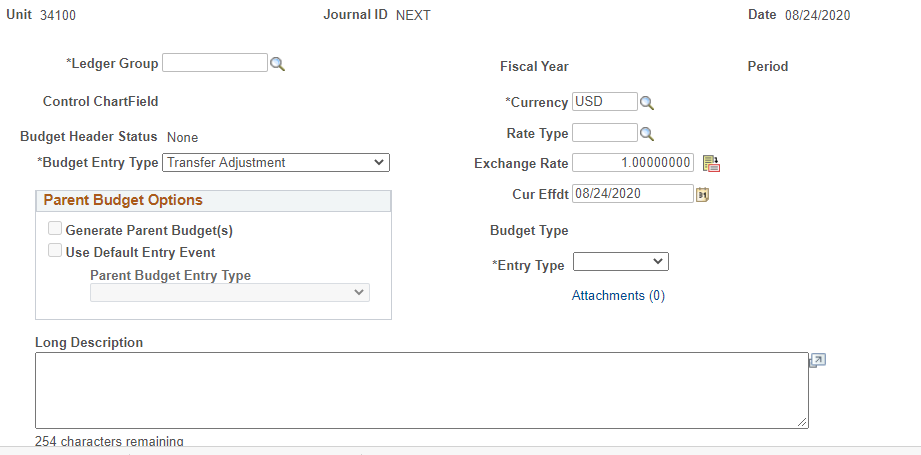 Unit 34100 Journal ID NEXT Date 08/24/2020
*Ledger Group Fiscal Year Period
Control ChartField *Currency USD
Budget Header Status None Rate Type
*Budget Entry Type Transfer Adjustment Exchange Rate 1.00000000
Parent Budget Options Cur Effdt 08/24/2020
31
Generate Parent Budget(s) Budget Type
Use Default Entry Event *Entry Type
Parent Budget Entry Type
Attachments (0)
Long Description
254 characters remaining